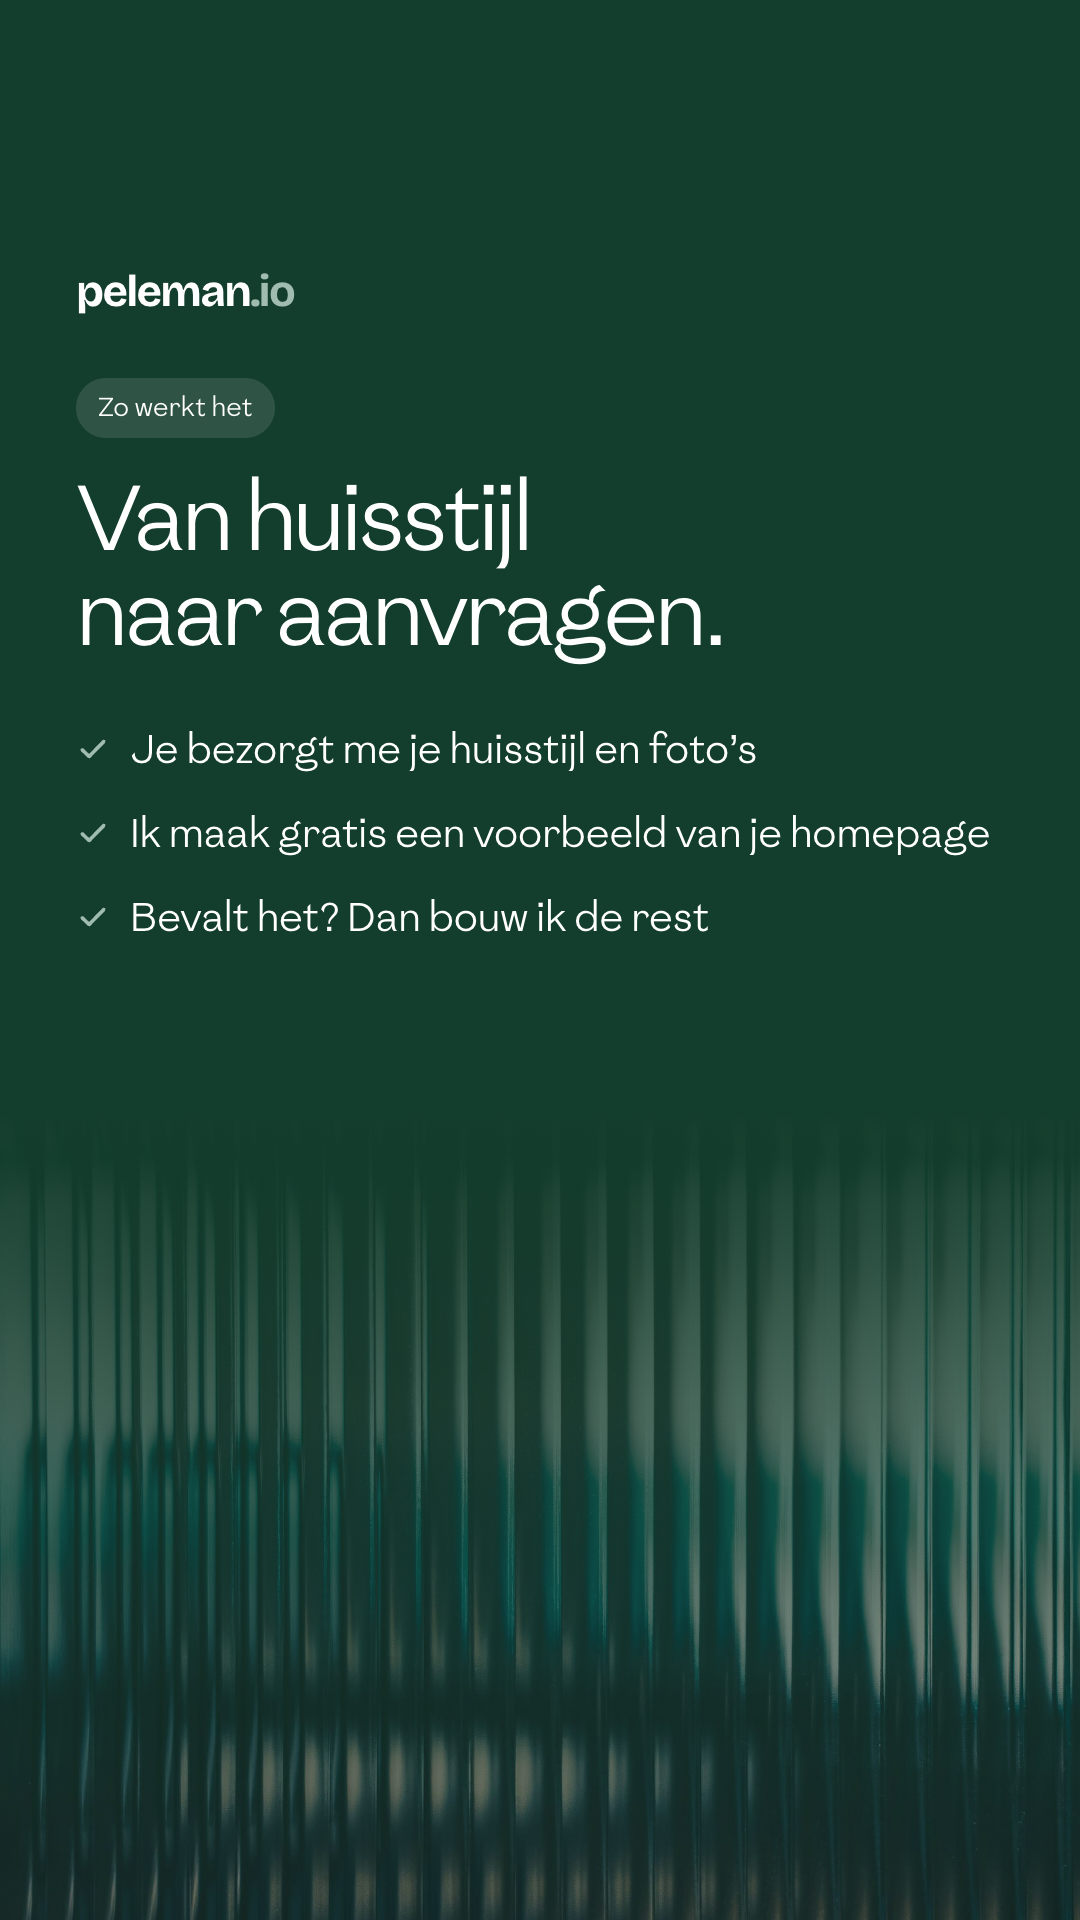 peleman.io
Zo werkt het
Van huisstijl
naar aanvragen.
Je bezorgt me je huisstijl en foto’s
Ik maak gratis een voorbeeld van je homepage
Bevalt het? Dan bouw ik de rest